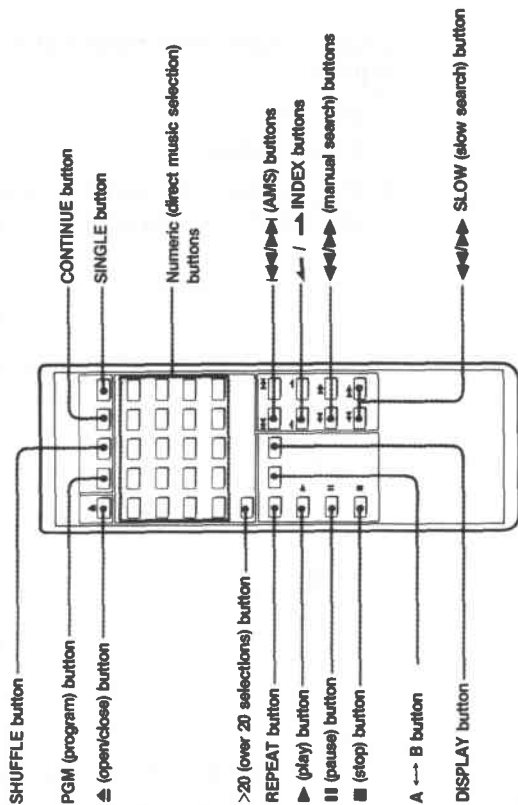 SHUFFLE button
PGM (program) button
≜ (open/close) button
>20 (over 20 selections) button
REPEAT button
▶ (play) button
❚❚ (pause) button
■ (stop) button
A ←→ B button
DISPLAY button
CONTINUE button
SINGLE button
Numeric (direct music selection)
buttons
|◀◀/▶▶| (AMS) buttons
/ INDEX buttons
◀◀/▶▶ (manual search) buttons
◀◀/▶▶ SLOW (slow search) button